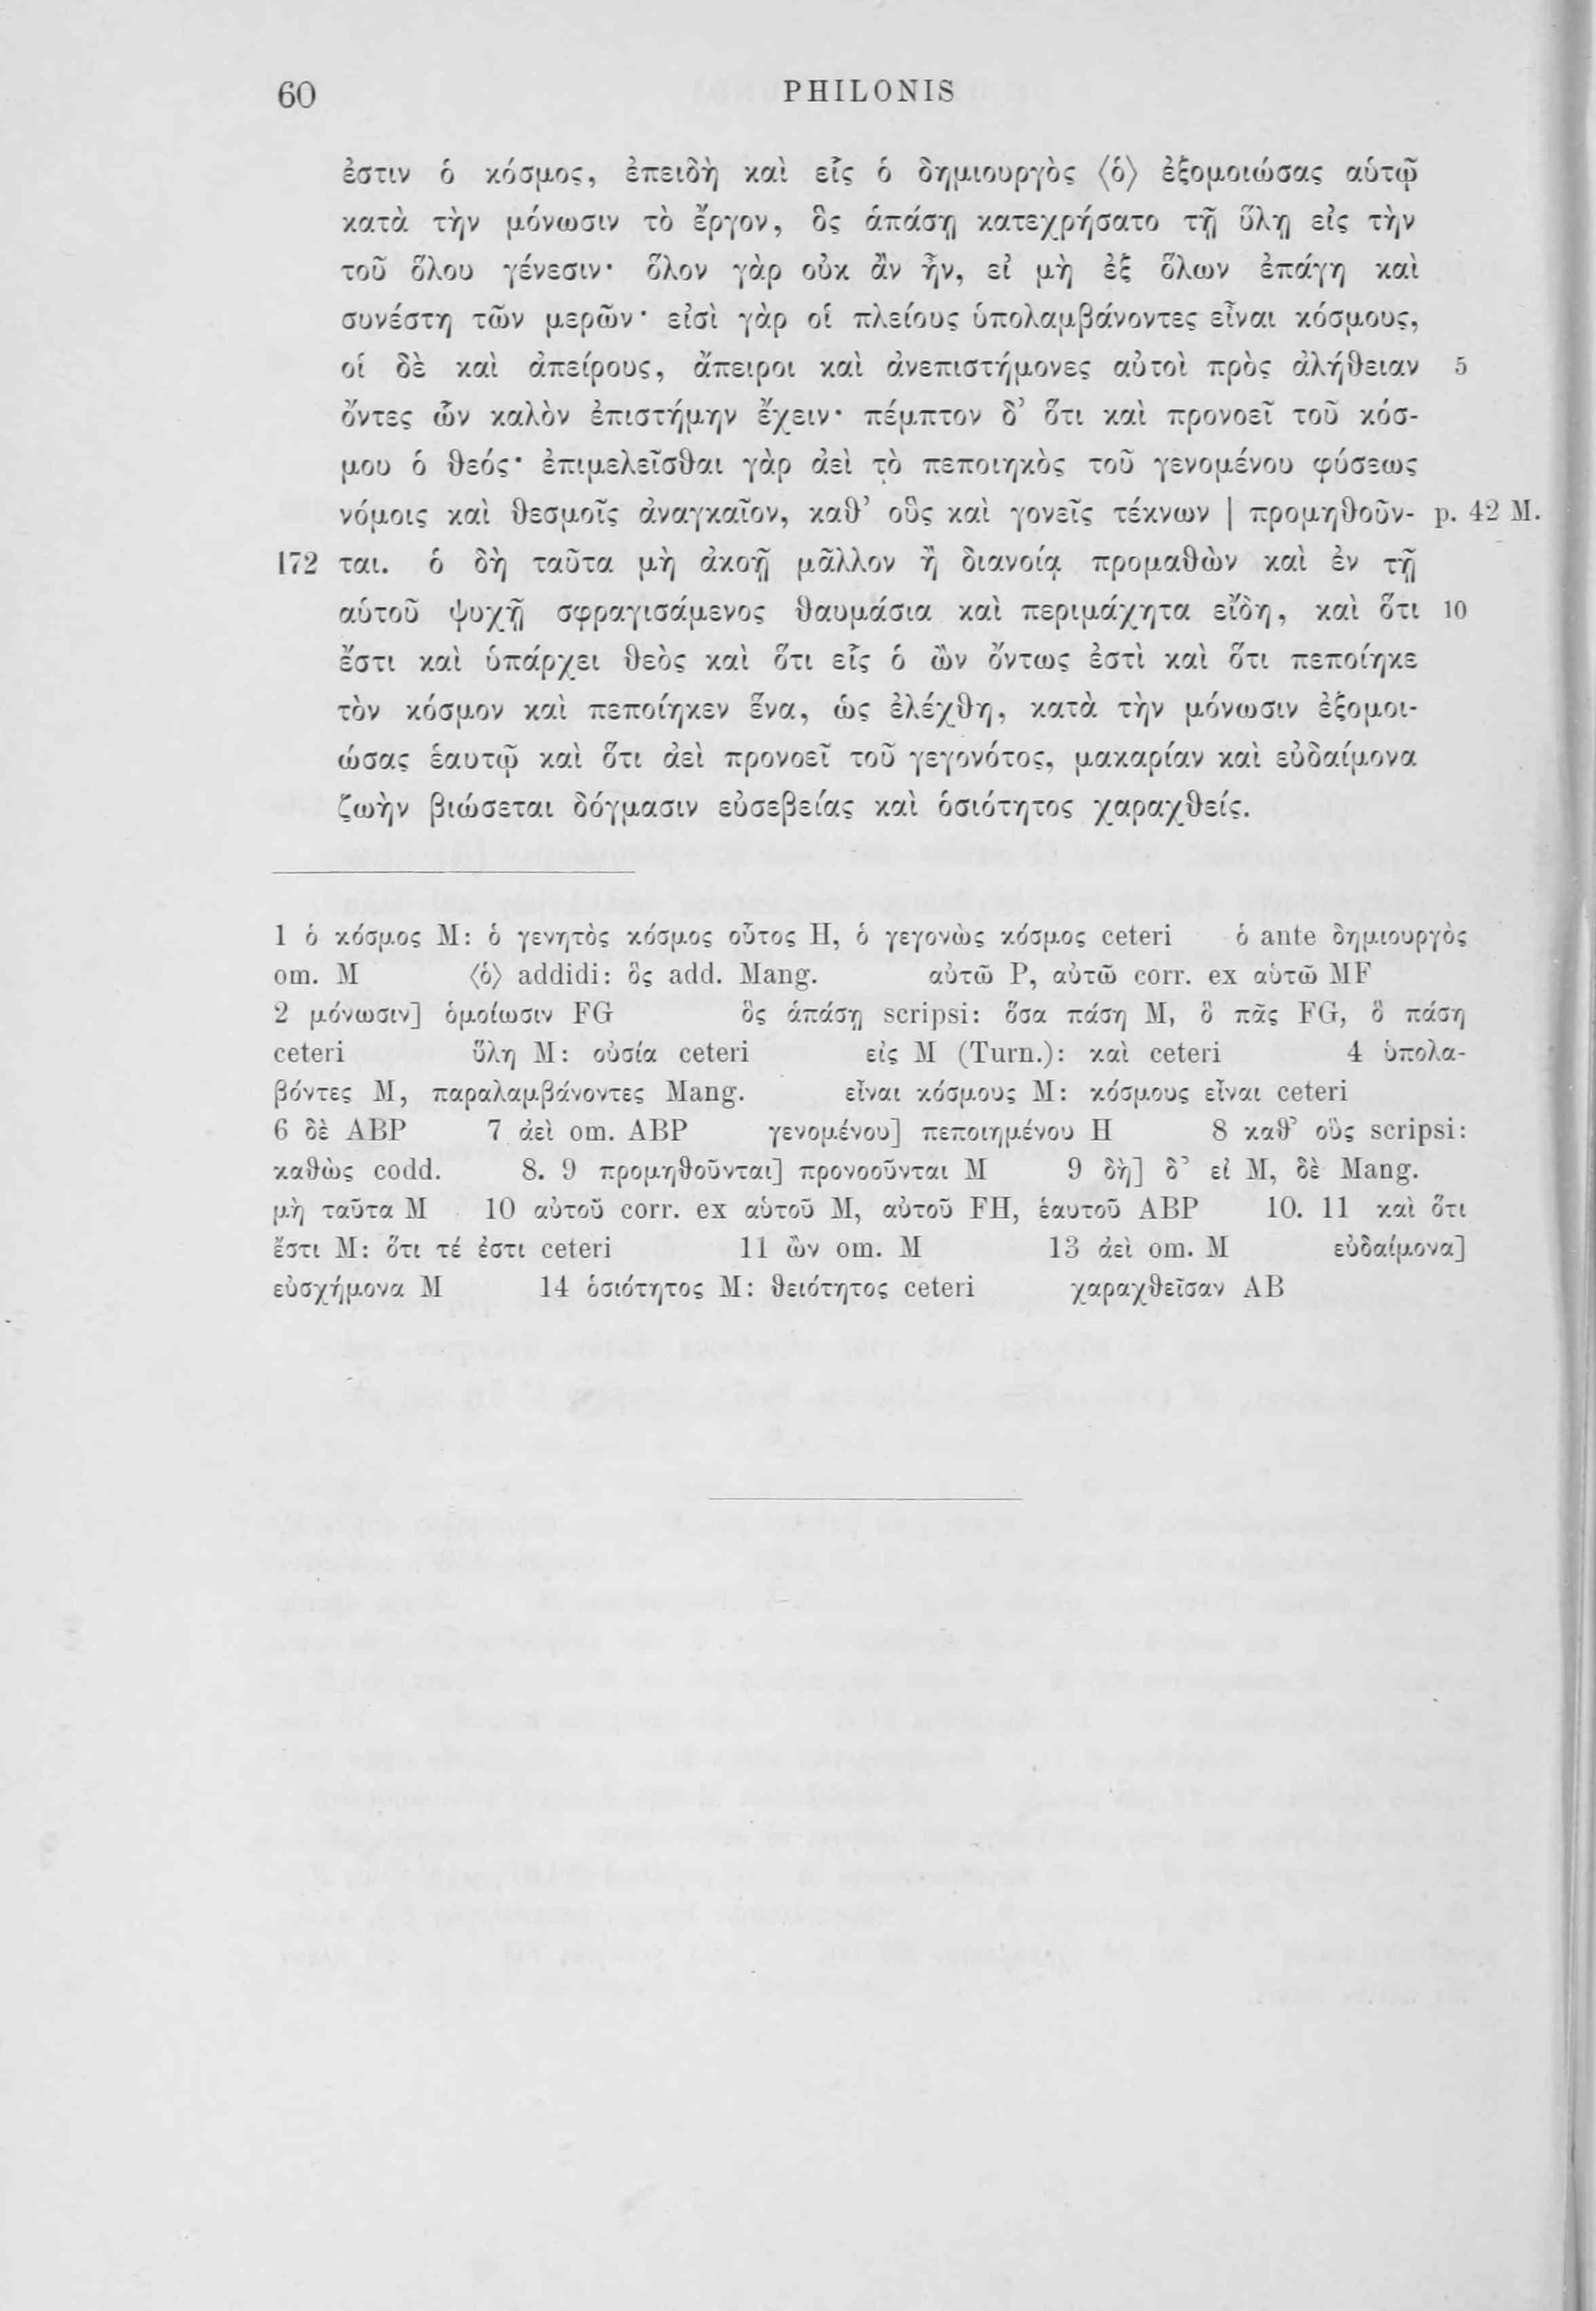 60 PHILONIS
ἐστιν ὁ κόσμος, ἐπειδὴ καὶ εἷς ὁ δημιουργὸς ⟨ὁ⟩ ἐξομοιώσας αὑτῷ
κατὰ τὴν μόνωσιν τὸ ἔργον, ὃς ἁπάσῃ κατεχρήσατο τῇ ὕλῃ εἰς τὴν
τοῦ ὅλου γένεσιν· ὅλον γὰρ οὐκ ἂν ἦν, εἰ μὴ ἐξ ὅλων ἐπάγη καὶ
συνέστη τῶν μερῶν· εἰσὶ γὰρ οἱ πλείους ὑπολαμβάνοντες εἶναι κόσμους,
οἱ δὲ καὶ ἀπείρους, ἄπειροι καὶ ἀνεπιστήμονες αὐτοὶ πρὸς ἀλήθειαν 5
ὄντες ὧν καλὸν ἐπιστήμην ἔχειν· πέμπτον δ’ ὅτι καὶ προνοεῖ τοῦ κόσ-
μου ὁ θεός· ἐπιμελεῖσθαι γὰρ ἀεὶ τὸ πεποιηκὸς τοῦ γενομένου φύσεως
νόμοις καὶ θεσμοῖς ἀναγκαῖον, καθ’ οὓς καὶ γονεῖς τέκνων | προμηθοῦν- p. 42 M.
172 ται. ὁ δὴ ταῦτα μὴ ἀκοῇ μᾶλλον ἢ διανοίᾳ προμαθὼν καὶ ἐν τῇ
αὑτοῦ ψυχῇ σφραγισάμενος θαυμάσια καὶ περιμάχητα εἴδη, καὶ ὅτι 10
ἔστι καὶ ὑπάρχει θεὸς καὶ ὅτι εἷς ὁ ὢν ὄντως ἐστὶ καὶ ὅτι πεποίηκε
τὸν κόσμον καὶ πεποίηκεν ἕνα, ὡς ἐλέχθη, κατὰ τὴν μόνωσιν ἐξομοι-
ώσας ἑαυτῷ καὶ ὅτι ἀεὶ προνοεῖ τοῦ γεγονότος, μακαρίαν καὶ εὐδαίμονα
ζωὴν βιώσεται δόγμασιν εὐσεβείας καὶ ὁσιότητος χαραχθείς.
1 ὁ κόσμος M: ὁ γενητὸς κόσμος οὗτος H, ὁ γεγονὼς κόσμος ceteri ὁ ante δημιουργὸς
om. M ⟨ὁ⟩ addidi: ὃς add. Mang. αὐτῶ P, αὐτῶ corr. ex αὑτῶ MF
2 μόνωσιν] ὁμοίωσιν FG ὃς ἁπάσῃ scripsi: ὅσα πάση M, ὃ πᾶς FG, ὃ πάση
ceteri ὕλη M: οὐσία ceteri εἰς M (Turn.): καὶ ceteri 4 ὑπολα-
βόντες M, παραλαμβάνοντες Mang. εἶναι κόσμους M: κόσμους εἶναι ceteri
6 δὲ ABP 7 ἀεὶ om. ABP γενομένου] πεποιημένου H 8 καθ’ οὓς scripsi:
καθὼς codd. 8. 9 προμηθοῦνται] προνοοῦνται M 9 δὴ] δ’ εἰ M, δὲ Mang.
μὴ ταῦτα M 10 αὐτοῦ corr. ex αὑτοῦ M, αὐτοῦ FH, ἑαυτοῦ ABP 10. 11 καὶ ὅτι
ἔστι M: ὅτι τέ ἐστι ceteri 11 ὢν om. M 13 ἀεὶ om. M εὐδαίμονα]
εὐσχήμονα M 14 ὁσιότητος M: θειότητος ceteri χαραχθεῖσαν AB